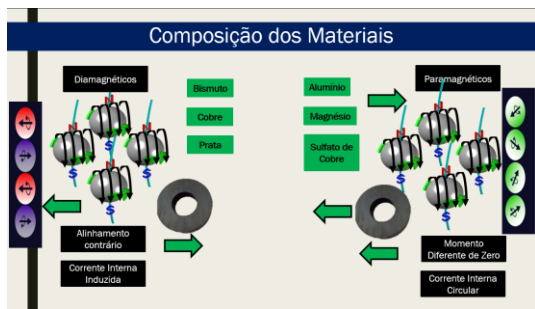 Composição dos Materiais
Diamagnéticos
Bismuto
Cobre
Prata
N
N
N
N
S
S
S
S
Alinhamento
contrário
Corrente Interna
Induzida
Alumínio
Magnésio
Sulfato de
Cobre
Paramagnéticos
N
N
N
N
S
S
S
S
Momento
Diferente de Zero
Corrente Interna
Circular